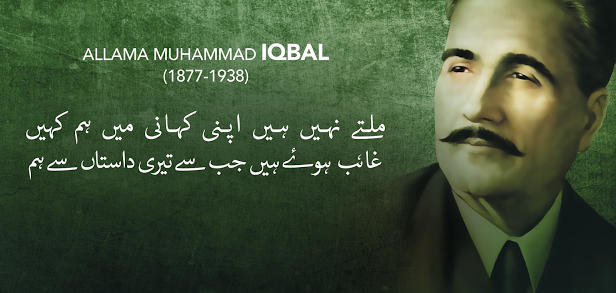 ALLAMA MUHAMMAD IQBAL
(1877-1938)
ملتے نہیں ہیں اپنی کہانی میں ہم کہیں
غائب ہوئے ہیں جب سے تیری داستاں سے ہم